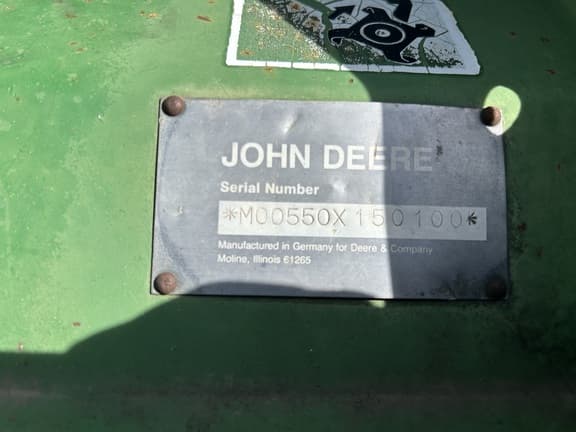 JOHN DEERE
Serial Number
*M00550X150100*
Manufactured in Germany for Deere & Company
Moline, Illinois 61265